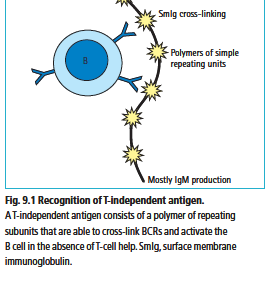 SmIg cross-linking
Polymers of simple
repeating units
B
Mostly IgM production
Fig. 9.1 Recognition of T-independent antigen.
A T-independent antigen consists of a polymer of repeating
subunits that are able to cross-link BCRs and activate the
B cell in the absence of T-cell help. SmIg, surface membrane
immunoglobulin.